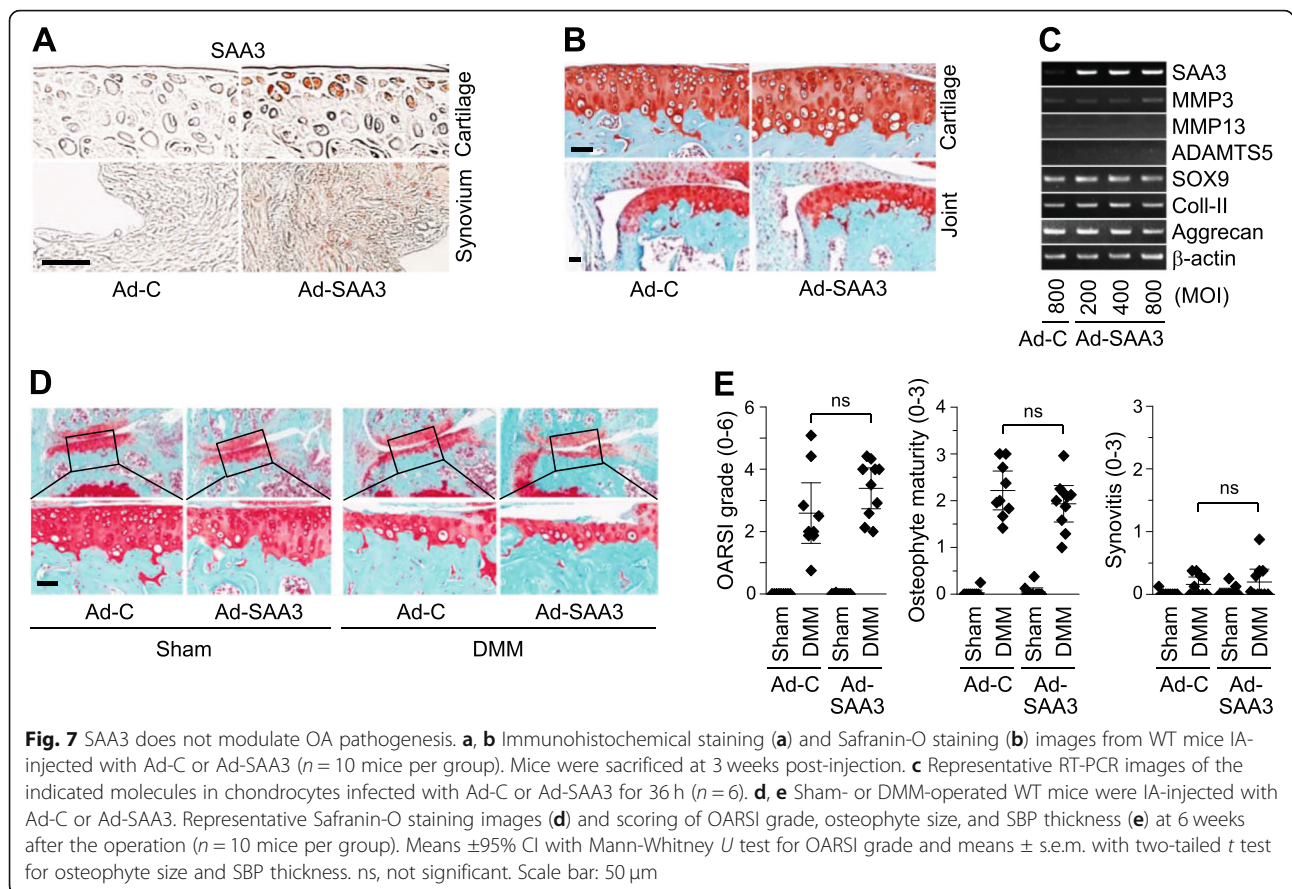 A
SAA3
Cartilage
Synovium
Ad-C
Ad-SAA3
B
Cartilage
Joint
Ad-C
Ad-SAA3
C
SAA3
MMP3
MMP13
ADAMTS5
SOX9
Coll-II
Aggrecan
β-actin
800 200 400 800 (MOI)
Ad-C Ad-SAA3
D
Ad-C Ad-SAA3 Ad-C Ad-SAA3
Sham DMM
E
OARSI grade (0-6)
6
4
2
0
ns
Sham DMM Sham DMM
Ad-C Ad-
SAA3
Osteophyte maturity (0-3)
4
3
2
1
0
ns
Sham DMM Sham DMM
Ad-C Ad-
SAA3
Synovitis (0-3)
3
2
1
0
ns
Sham DMM Sham DMM
Ad-C Ad-
SAA3
Fig. 7 SAA3 does not modulate OA pathogenesis. a, b Immunohistochemical staining (a) and Safranin-O staining (b) images from WT mice IA-
injected with Ad-C or Ad-SAA3 (n = 10 mice per group). Mice were sacrificed at 3 weeks post-injection. c Representative RT-PCR images of the
indicated molecules in chondrocytes infected with Ad-C or Ad-SAA3 for 36 h (n = 6). d, e Sham- or DMM-operated WT mice were IA-injected with
Ad-C or Ad-SAA3. Representative Safranin-O staining images (d) and scoring of OARSI grade, osteophyte size, and SBP thickness (e) at 6 weeks
after the operation (n = 10 mice per group). Means ±95% CI with Mann-Whitney U test for OARSI grade and means ± s.e.m. with two-tailed t test
for osteophyte size and SBP thickness. ns, not significant. Scale bar: 50 μm